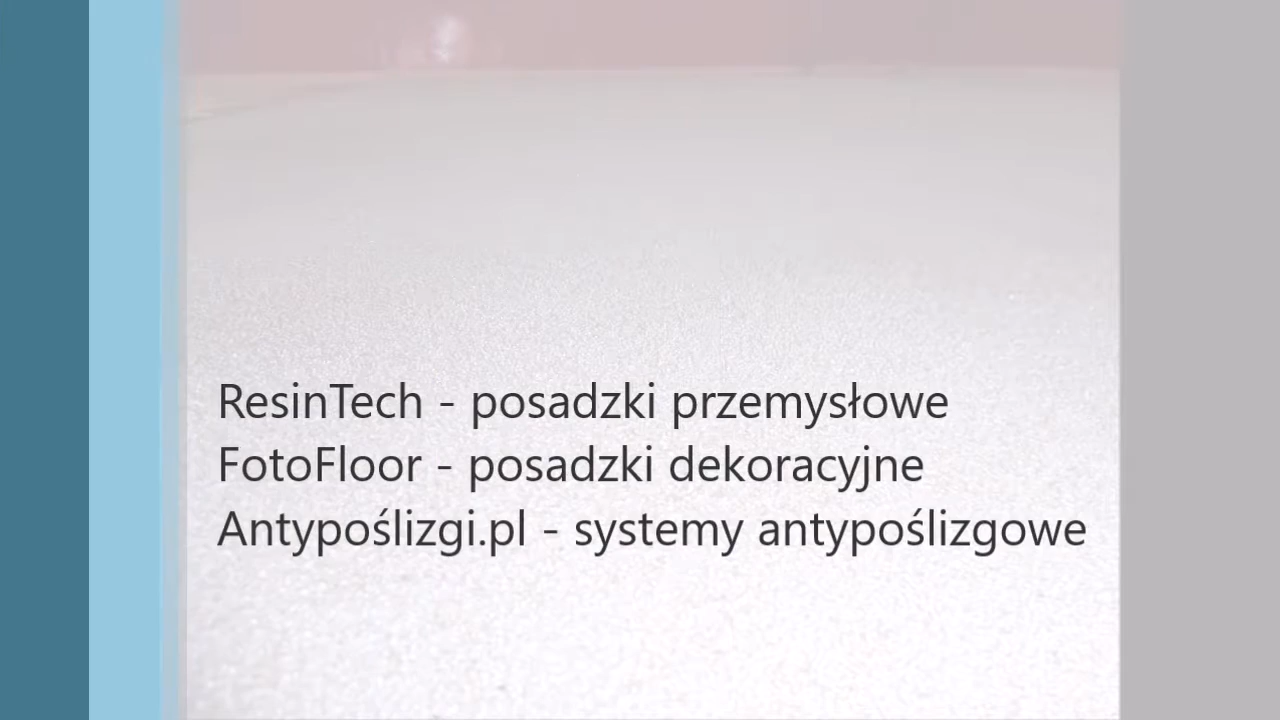 ResinTech - posadzki przemysłowe
FotoFloor - posadzki dekoracyjne
Antypoślizgi.pl - systemy antypoślizgowe